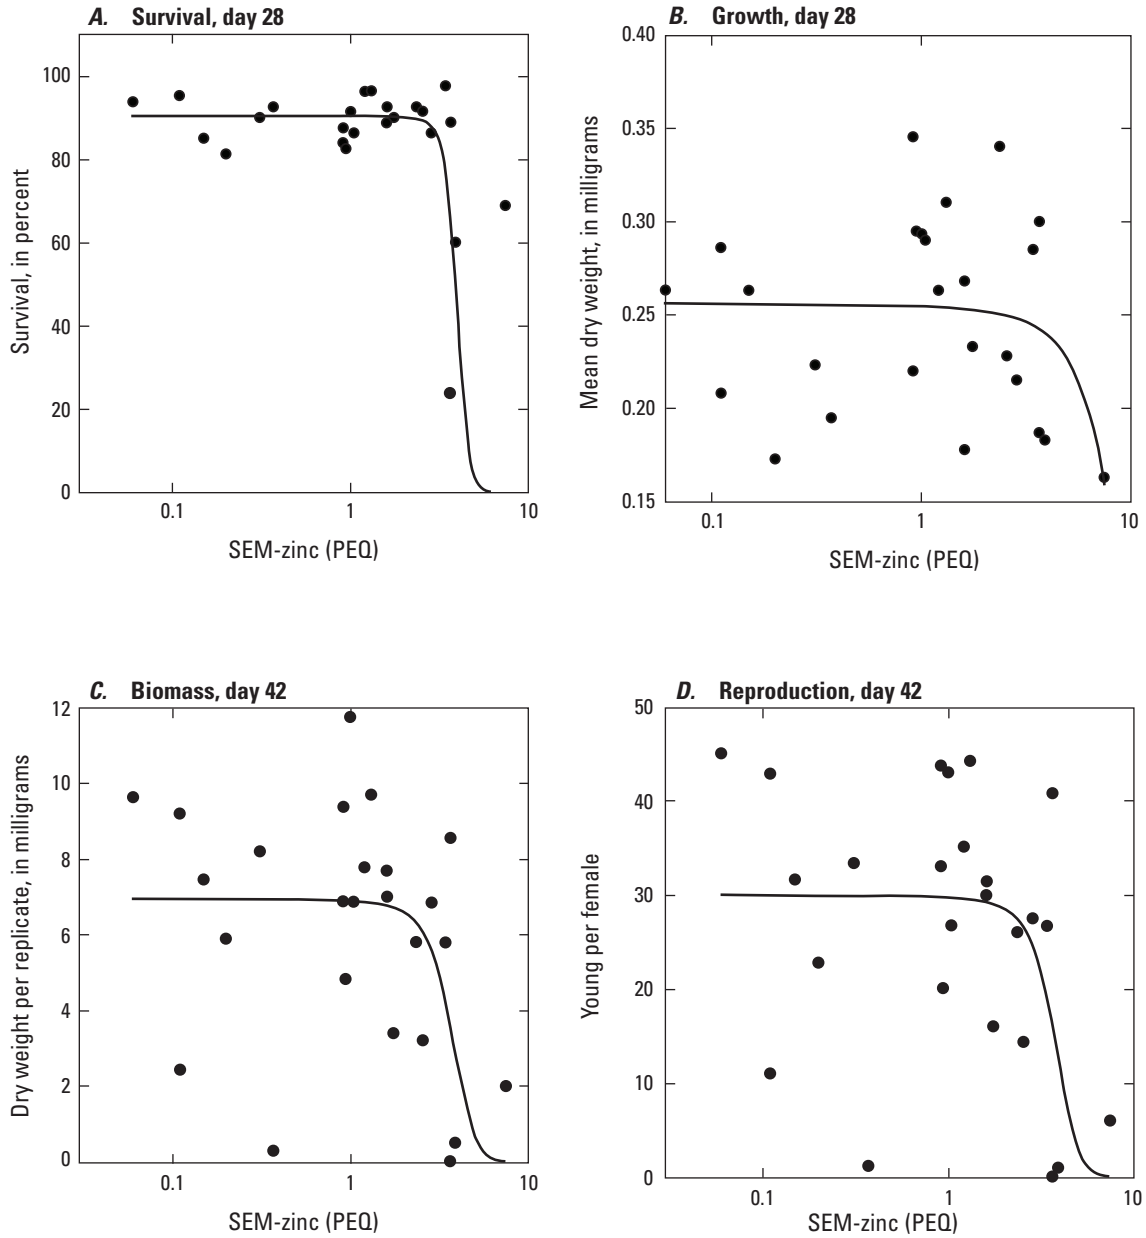 A. Survival, day 28
100
80
60
40
20
0
Survival, in percent
0.1 1 10
SEM-zinc (PEQ)
B. Growth, day 28
0.40
0.35
0.30
0.25
0.20
0.15
Mean dry weight, in milligrams
0.1 1 10
SEM-zinc (PEQ)
C. Biomass, day 42
12
10
8
6
4
2
0
Dry weight per replicate, in milligrams
0.1 1 10
SEM-zinc (PEQ)
D. Reproduction, day 42
50
40
30
20
10
0
Young per female
0.1 1 10
SEM-zinc (PEQ)